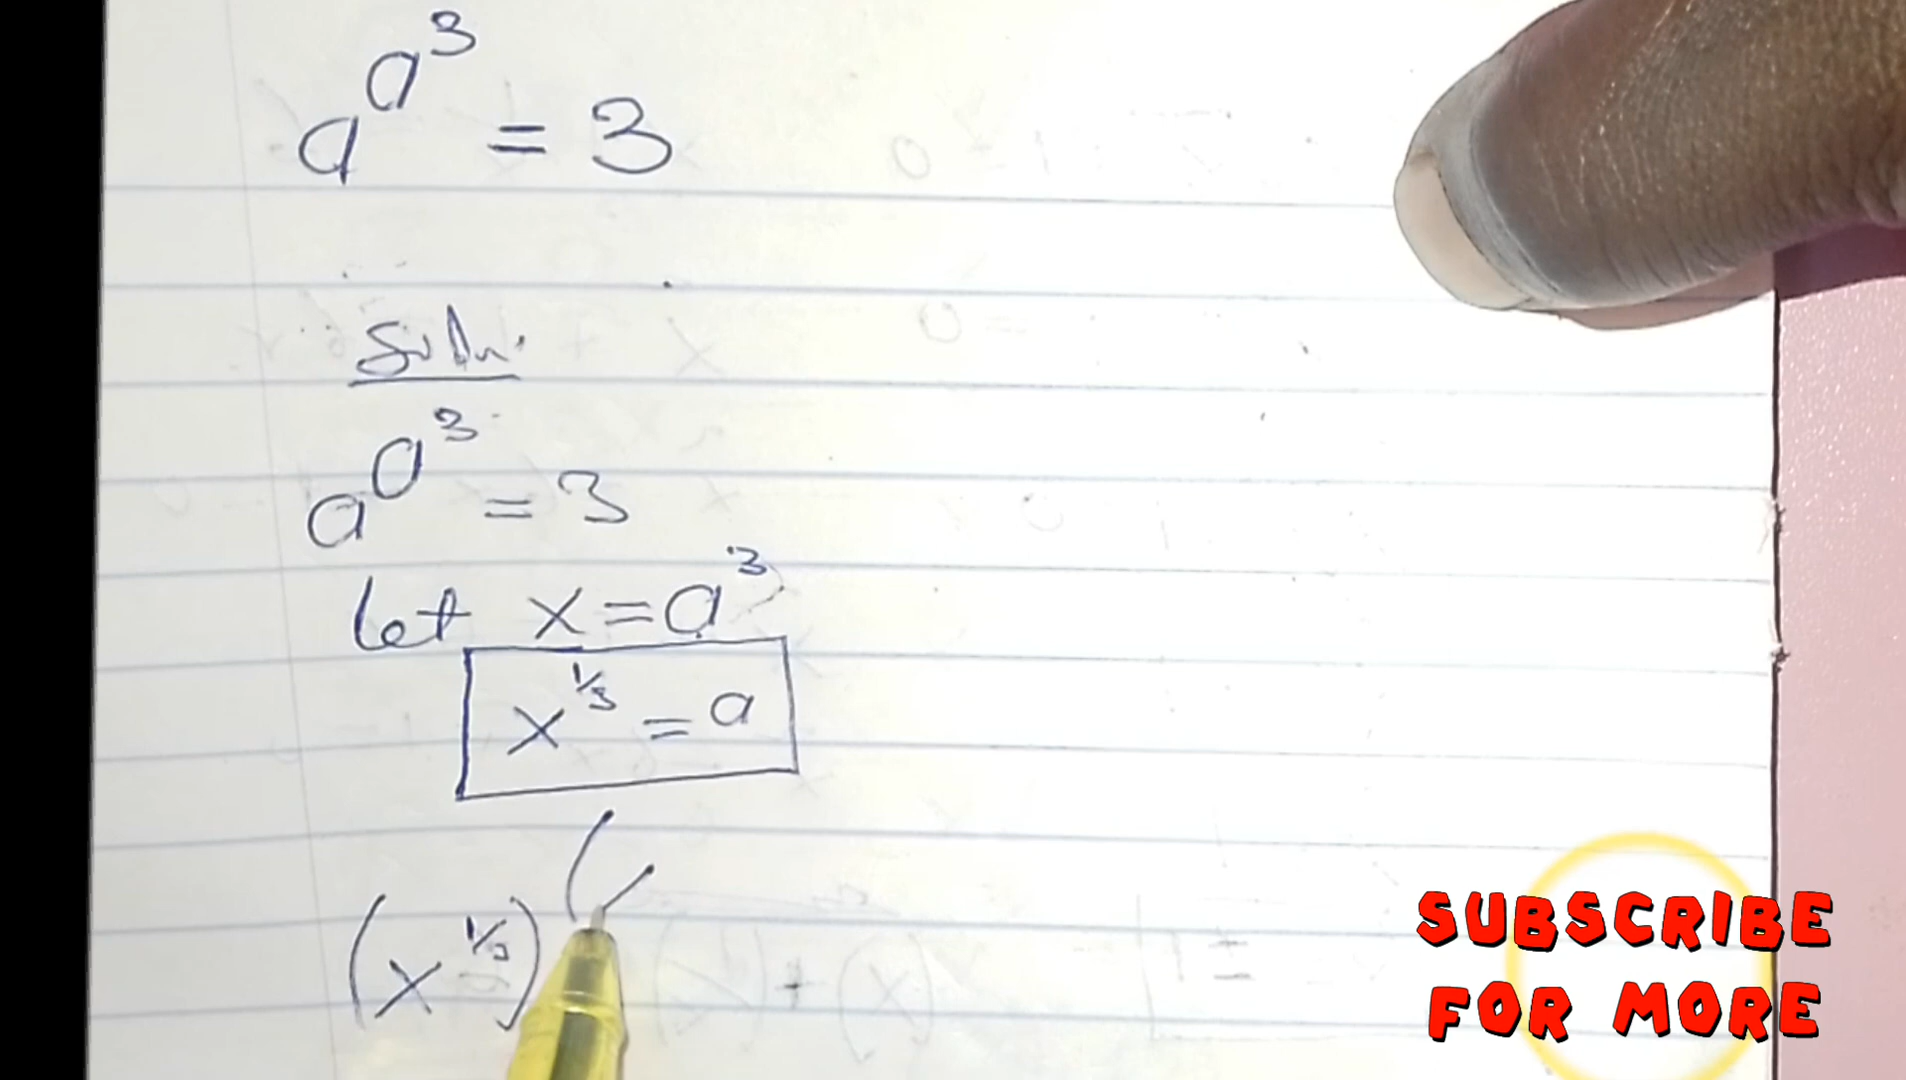 a^a^3 = 3
Soln.
a^a^3 = 3
let x = a^3
x^1/3 = a
(x^1/3)^(x
SUBSCRIBE
FOR MORE